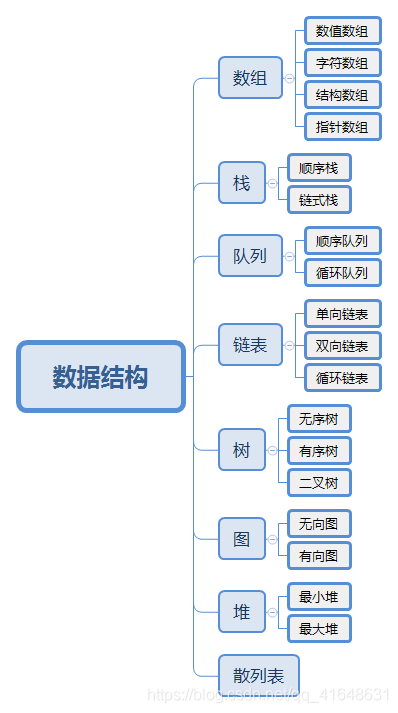 数据结构
数组
数值数组
字符数组
结构数组
指针数组
栈
顺序栈
链式栈
队列
顺序队列
循环队列
链表
单向链表
双向链表
循环链表
树
无序树
有序树
二叉树
图
无向图
有向图
堆
最小堆
最大堆
散列表
https://blog.csdn.net/qq_41648631